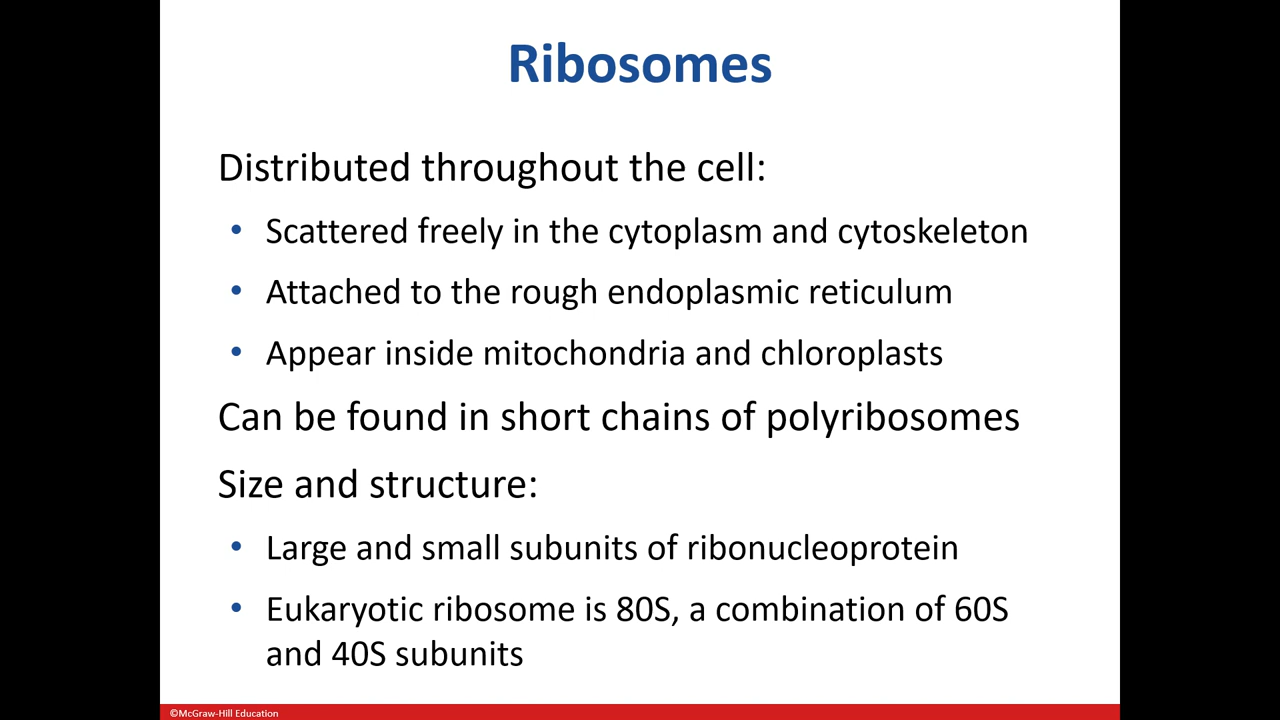 Ribosomes
Distributed throughout the cell:
• Scattered freely in the cytoplasm and cytoskeleton
• Attached to the rough endoplasmic reticulum
• Appear inside mitochondria and chloroplasts
Can be found in short chains of polyribosomes
Size and structure:
• Large and small subunits of ribonucleoprotein
• Eukaryotic ribosome is 80S, a combination of 60S
and 40S subunits
©McGraw-Hill Education